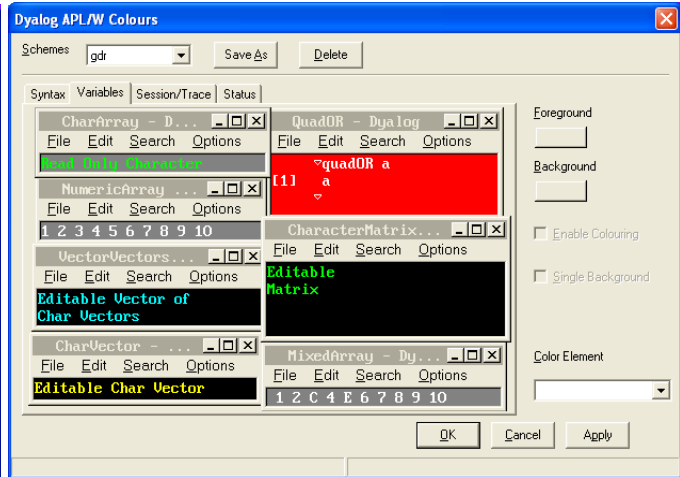 Dyalog APL/W Colours
Schemes
gdr
Save As
Delete
Syntax Variables Session/Trace Status
CharArray - D...
File Edit Search Options
Read Only Character
NumericArray ...
File Edit Search Options
1 2 3 4 5 6 7 8 9 10
VectorVectors...
File Edit Search Options
Editable Vector of
Char Vectors
CharVector - ...
File Edit Search Options
Editable Char Vector
QuadOR - Dyalog
File Edit Search Options
▿quadOR a
[1] a
▿
CharacterMatrix...
File Edit Search Options
Editable
Matrix
MixedArray - Dy...
File Edit Search Options
1 2 C 4 E 6 7 8 9 10
Foreground
Background
Enable Colouring
Single Background
Color Element
OK Cancel Apply